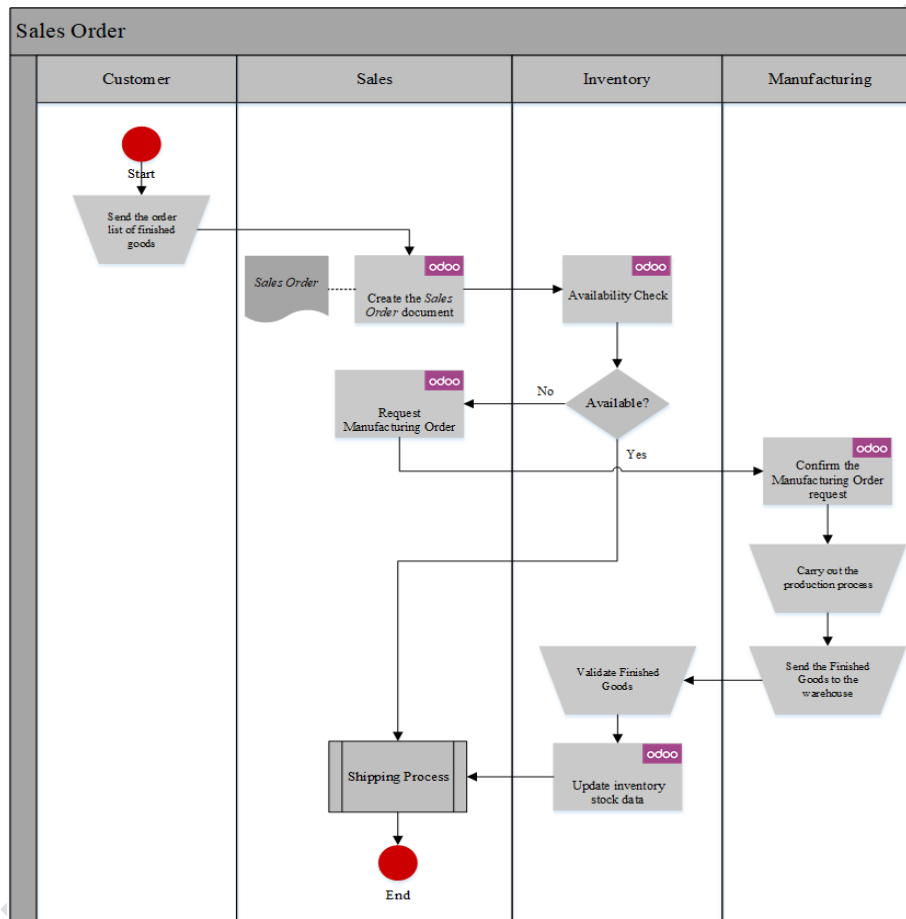 Sales Order
Customer
Sales
Inventory
Manufacturing
Start
Send the order
list of finished
goods
Sales Order
odoo
Create the Sales
Order document
odoo
Availability Check
odoo
Request
Manufacturing Order
No
Available?
Yes
odoo
Confirm the
Manufacturing Order
request
Carry out the
production process
Send the Finished
Goods to the
warehouse
Validate Finished
Goods
odoo
Update inventory
stock data
Shipping Process
End